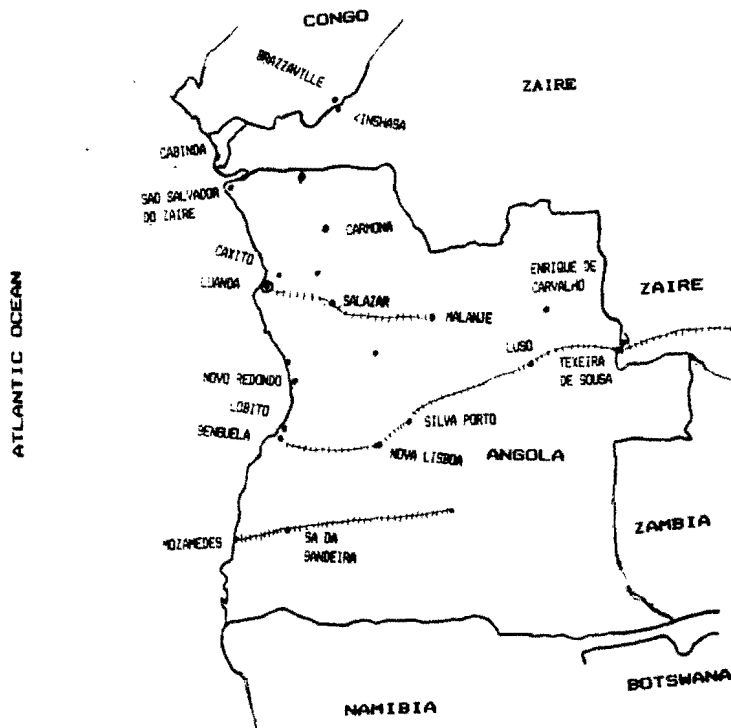 CONGO
BRAZZAVILLE
ZAIRE
KINSHASA
CABINDA
SAO SALVADOR
DO ZAIRE
CARMONA
CAXITO
ENRIQUE DE
CARVALHO
ZAIRE
LUANDA
SALAZAR
MALANJE
ATLANTIC OCEAN
LUSO
TEXEIRA
DE SOUSA
NOVO REDONDO
LOBITO
BENGUELA
SILVA PORTO
NOVA LISBOA
ANGOLA
MOZAMEDES
SA DA
BANDEIRA
ZAMBIA
BOTSWANA
NAMIBIA